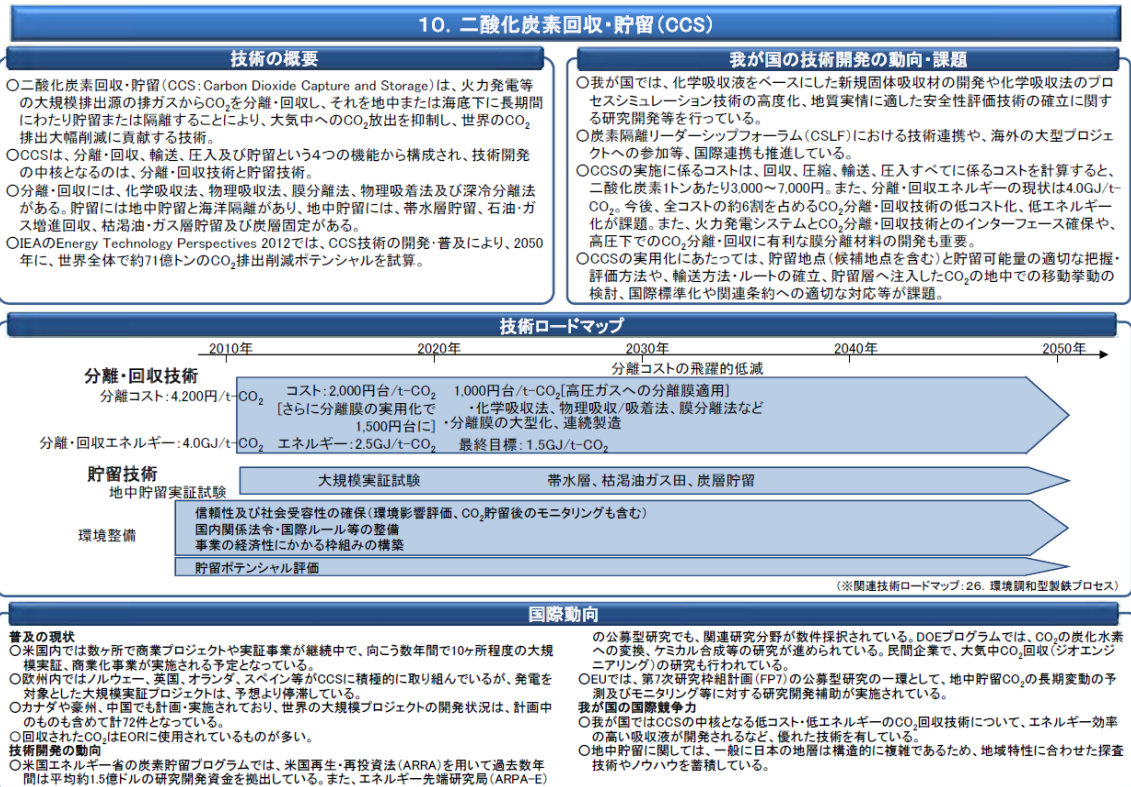 10. 二酸化炭素回収・貯留(CCS)
技術の概要
○二酸化炭素回収・貯留(CCS:Carbon Dioxide Capture and Storage)は、火力発電等
の大規模排出源の排ガスからCO₂を分離・回収し、それを地中または海底下に長期間
にわたり貯留または隔離することにより、大気中へのCO₂放出を抑制し、世界のCO₂
排出大幅削減に貢献する技術。
○CCSは、分離・回収、輸送、圧入及び貯留という4つの機能から構成され、技術開発
の中核となるのは、分離・回収技術と貯留技術。
○分離・回収には、化学吸収法、物理吸収法、膜分離法、物理吸着法及び深冷分離法
がある。貯留には地中貯留と海洋隔離があり、地中貯留には、帯水層貯留、石油・ガ
ス増進回収、枯渇油・ガス層貯留及び炭層固定がある。
○IEAのEnergy Technology Perspectives 2012では、CCS技術の開発・普及により、2050
年に、世界全体で約71億トンのCO₂排出削減ポテンシャルを試算。
我が国の技術開発の動向・課題
○我が国では、化学吸収液をベースにした新規固体吸収材の開発や化学吸収法のプロ
セスシミュレーション技術の高度化、地質実情に適した安全性評価技術の確立に関す
る研究開発等を行っている。
○炭素隔離リーダーシップフォーラム(CSLF)における技術連携や、海外の大型プロジェ
クトへの参加等、国際連携も推進している。
○CCSの実施に係るコストは、回収、圧縮、輸送、圧入すべてに係るコストを計算すると、
二酸化炭素1トンあたり3,000～7,000円。また、分離・回収エネルギーの現状は4.0GJ/t-
CO₂。今後、全コストの約6割を占めるCO₂分離・回収技術の低コスト化、低エネルギー
化が課題。また、火力発電システムとCO₂分離・回収技術とのインターフェース確保や、
高圧下でのCO₂分離・回収に有利な膜分離材料の開発も重要。
○CCSの実用化にあたっては、貯留地点(候補地点を含む)と貯留可能量の適切な把握・
評価方法や、輸送方法・ルートの確立、貯留層へ注入したCO₂の地中での移動挙動の
検討、国際標準化や関連条約への適切な対応等が課題。
技術ロードマップ
2010年 2020年 2030年 2040年 2050年
分離コストの飛躍的低減
分離・回収技術
分離コスト:4,200円/t-CO₂
コスト:2,000円台/t-CO₂ 1,000円台/t-CO₂[高圧ガスへの分離膜適用]
[さらに分離膜の実用化で ・化学吸収法、物理吸収/吸着法、膜分離法など
1,500円台に] ・分離膜の大型化、連続製造
分離・回収エネルギー:4.0GJ/t-CO₂ エネルギー:2.5GJ/t-CO₂ 最終目標:1.5GJ/t-CO₂
貯留技術
地中貯留実証試験
大規模実証試験 帯水層、枯渇油ガス田、炭層貯留
環境整備
信頼性及び社会受容性の確保(環境影響評価、CO₂貯留後のモニタリングも含む)
国内関係法令・国際ルール等の整備
事業の経済性にかかる枠組みの構築
貯留ポテンシャル評価
(※関連技術ロードマップ:26. 環境調和型製鉄プロセス)
国際動向
普及の現状
○米国内では数ヶ所で商業プロジェクトや実証事業が継続中で、向こう数年間で10ヶ所程度の大規
模実証、商業化事業が実施される予定となっている。
○欧州内ではノルウェー、英国、オランダ、スペイン等がCCSに積極的に取り組んでいるが、発電を
対象とした大規模実証プロジェクトは、予想より停滞している。
○カナダや豪州、中国でも計画・実施されており、世界の大規模プロジェクトの開発状況は、計画中
のものも含めて計72件となっている。
○回収されたCO₂はEORに使用されているものが多い。
技術開発の動向
○米国エネルギー省の炭素貯留プログラムでは、米国再生・再投資法(ARRA)を用いて過去数年
間は平均約1.5億ドルの研究開発資金を拠出している。また、エネルギー先端研究局(ARPA-E)
の公募型研究でも、関連研究分野が数件採択されている。DOEプログラムでは、CO₂の炭化水素
への変換、ケミカル合成等の研究が進められている。民間企業で、大気中CO₂回収(ジオエンジ
ニアリング)の研究も行われている。
○EUでは、第7次研究枠組計画(FP7)の公募型研究の一環として、地中貯留CO₂の長期変動の予
測及びモニタリング等に対する研究開発補助が実施されている。
我が国の国際競争力
○我が国ではCCSの中核となる低コスト・低エネルギーのCO₂回収技術について、エネルギー効率
の高い吸収液が開発されるなど、優れた技術を有している。
○地中貯留に関しては、一般に日本の地層は構造的に複雑であるため、地域特性に合わせた探査
技術やノウハウを蓄積している。